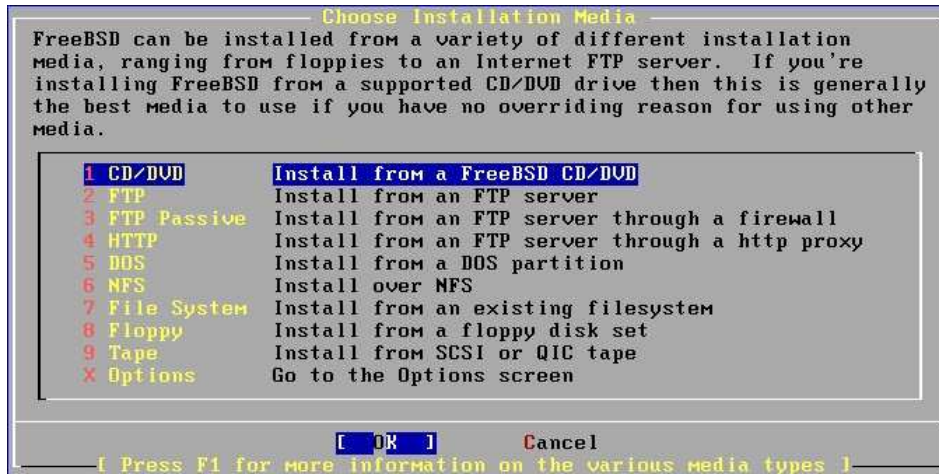 Choose Installation Media
FreeBSD can be installed from a variety of different installation
media, ranging from floppies to an Internet FTP server.  If you're
installing FreeBSD from a supported CD/DVD drive then this is generally
the best media to use if you have no overriding reason for using other
media.
1 CD/DVD Install from a FreeBSD CD/DVD
2 FTP Install from an FTP server
3 FTP Passive Install from an FTP server through a firewall
4 HTTP Install from an FTP server through a http proxy
5 DOS Install from a DOS partition
6 NFS Install over NFS
7 File System Install from an existing filesystem
8 Floppy Install from a floppy disk set
9 Tape Install from SCSI or QIC tape
X Options Go to the Options screen
[ OK ] Cancel
[ Press F1 for more information on the various media types ]